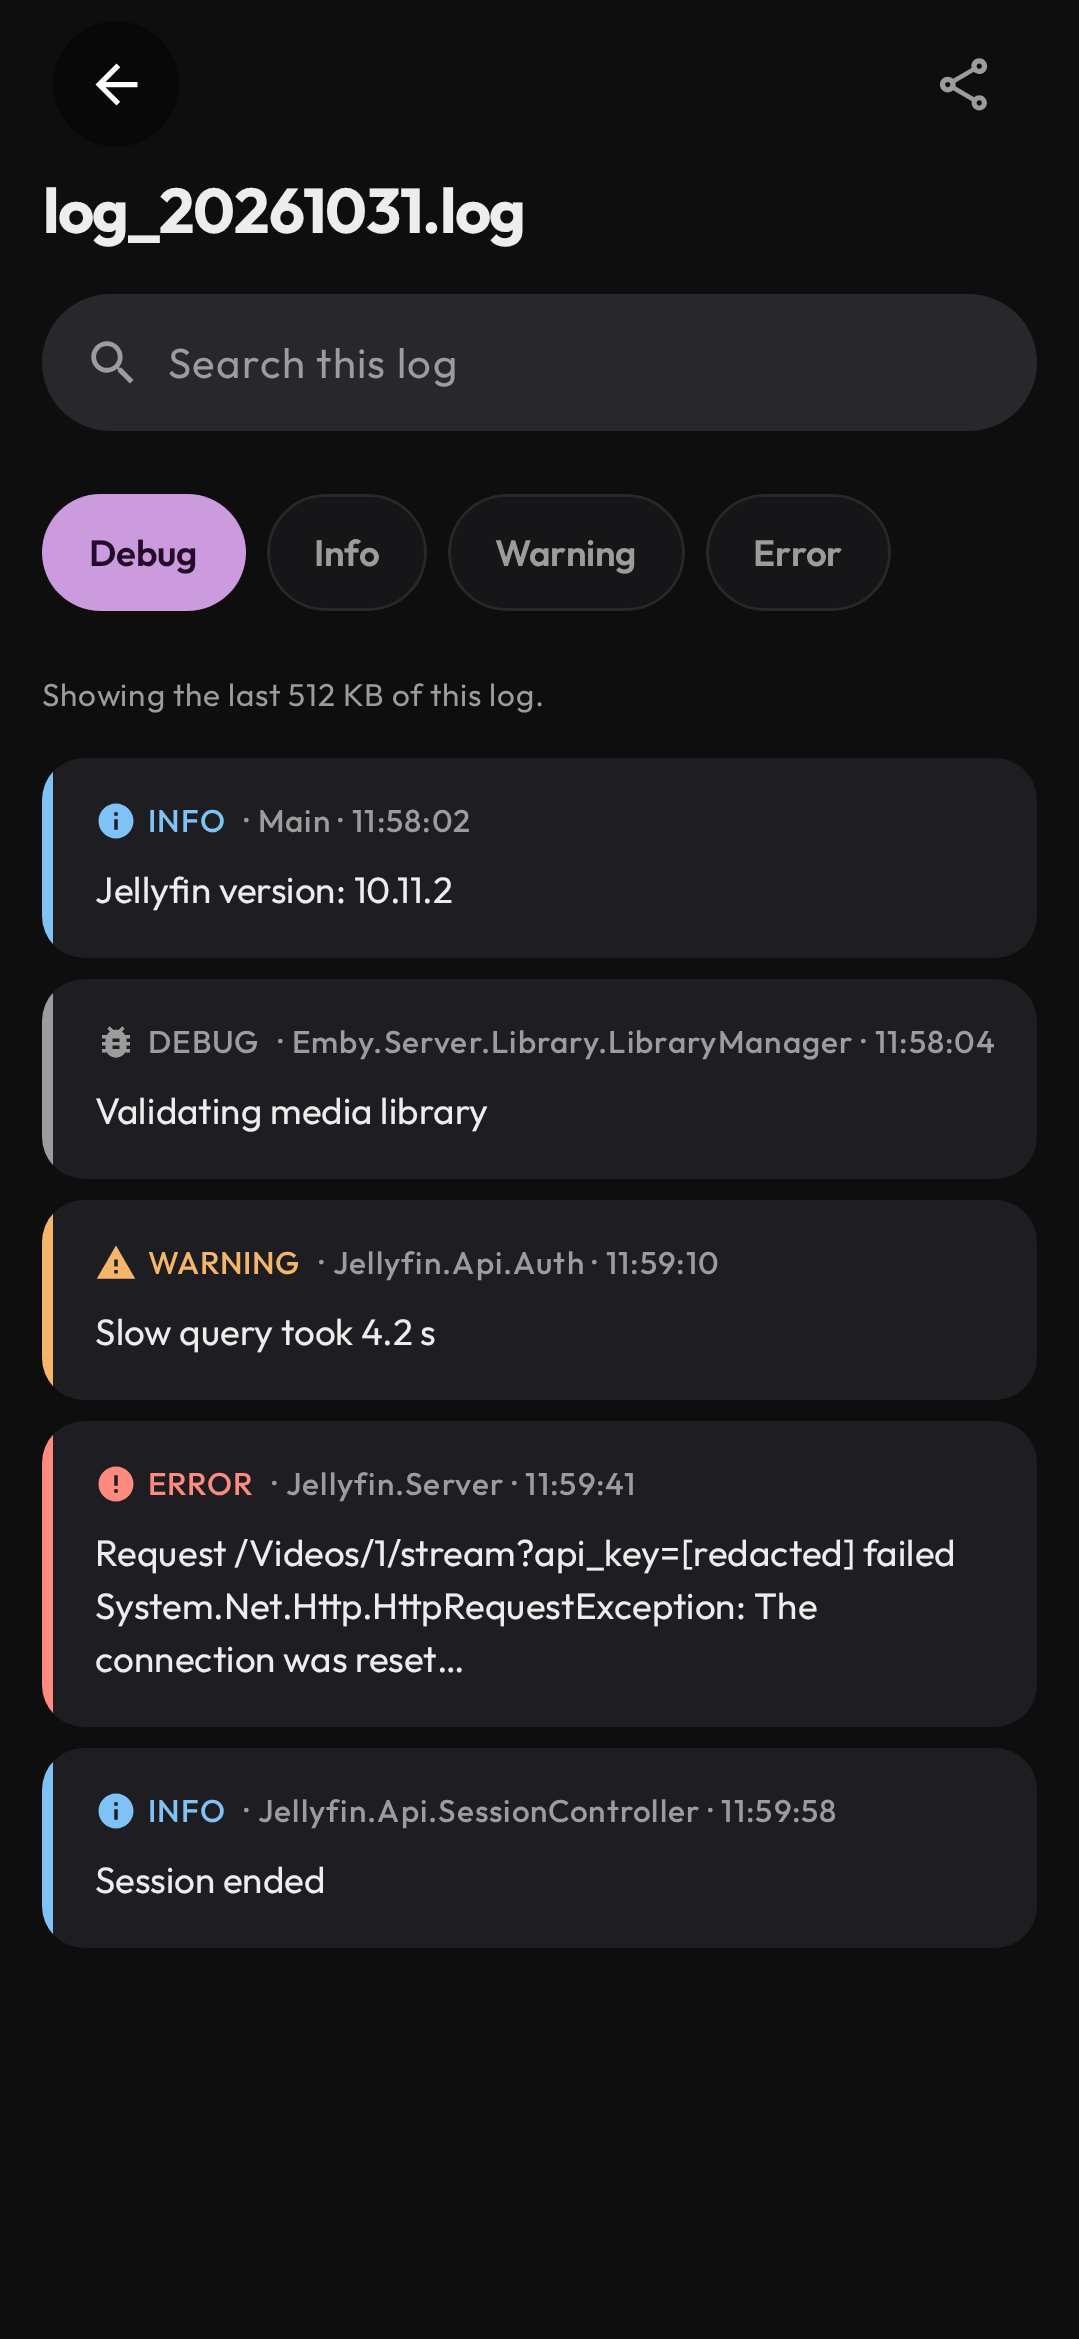 log_20261031.log
Search this log
Debug Info Warning Error
Showing the last 512 KB of this log.
INFO · Main · 11:58:02
Jellyfin version: 10.11.2
DEBUG · Emby.Server.Library.LibraryManager · 11:58:04
Validating media library
WARNING · Jellyfin.Api.Auth · 11:59:10
Slow query took 4.2 s
ERROR · Jellyfin.Server · 11:59:41
Request /Videos/1/stream?api_key=[redacted] failed
System.Net.Http.HttpRequestException: The
connection was reset…
INFO · Jellyfin.Api.SessionController · 11:59:58
Session ended